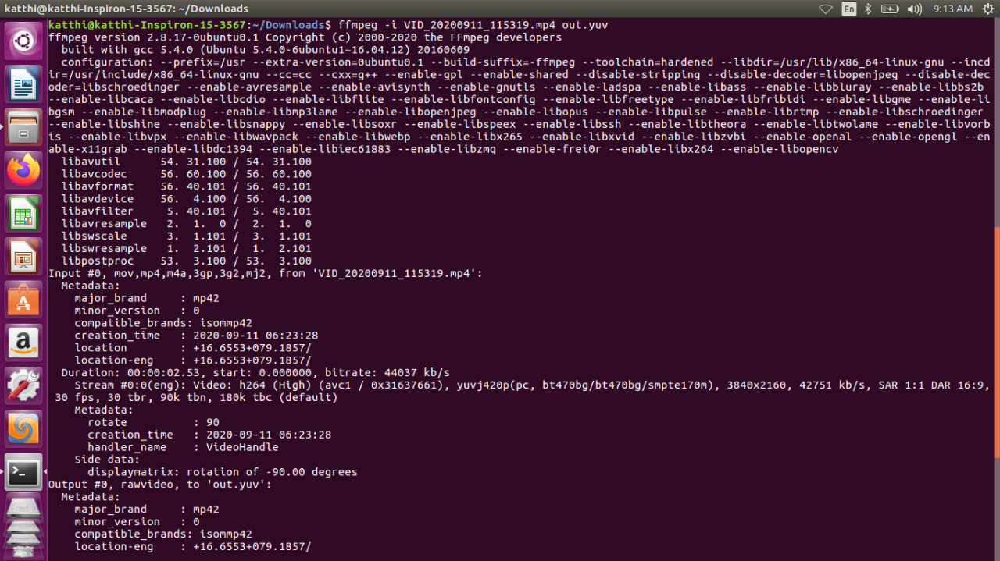 katthi@katthi-Inspiron-15-3567: ~/Downloads En 9:13 AM
katthi@katthi-Inspiron-15-3567:~/Downloads$ ffmpeg -i VID_20200911_115319.mp4 out.yuv
ffmpeg version 2.8.17-0ubuntu0.1 Copyright (c) 2000-2020 the FFmpeg developers
  built with gcc 5.4.0 (Ubuntu 5.4.0-6ubuntu1~16.04.12) 20160609
  configuration: --prefix=/usr --extra-version=0ubuntu0.1 --build-suffix=-ffmpeg --toolchain=hardened --libdir=/usr/lib/x86_64-linux-gnu --incd
ir=/usr/include/x86_64-linux-gnu --cc=cc --cxx=g++ --enable-gpl --enable-shared --disable-stripping --disable-decoder=libopenjpeg --disable-dec
oder=libschroedinger --enable-avresample --enable-avisynth --enable-gnutls --enable-ladspa --enable-libass --enable-libbluray --enable-libbs2b
--enable-libcaca --enable-libcdio --enable-libflite --enable-libfontconfig --enable-libfreetype --enable-libfribidi --enable-libgme --enable-li
bgsm --enable-libmodplug --enable-libmp3lame --enable-libopenjpeg --enable-libopus --enable-libpulse --enable-librtmp --enable-libschroedinger
--enable-libshine --enable-libsnappy --enable-libsoxr --enable-libspeex --enable-libssh --enable-libtheora --enable-libtwolame --enable-libvorb
is --enable-libvpx --enable-libwavpack --enable-libwebp --enable-libx265 --enable-libxvid --enable-libzvbi --enable-openal --enable-opengl --en
able-x11grab --enable-libdc1394 --enable-libiec61883 --enable-libzmq --enable-frei0r --enable-libx264 --enable-libopencv
  libavutil      54. 31.100 / 54. 31.100
  libavcodec     56. 60.100 / 56. 60.100
  libavformat    56. 40.101 / 56. 40.101
  libavdevice    56.  4.100 / 56.  4.100
  libavfilter     5. 40.101 /  5. 40.101
  libavresample   2.  1.  0 /  2.  1.  0
  libswscale      3.  1.101 /  3.  1.101
  libswresample   1.  2.101 /  1.  2.101
  libpostproc    53.  3.100 / 53.  3.100
Input #0, mov,mp4,m4a,3gp,3g2,mj2, from 'VID_20200911_115319.mp4':
  Metadata:
    major_brand     : mp42
    minor_version   : 0
    compatible_brands: isommp42
    creation_time   : 2020-09-11 06:23:28
    location        : +16.6553+079.1857/
    location-eng    : +16.6553+079.1857/
  Duration: 00:00:02.53, start: 0.000000, bitrate: 44037 kb/s
    Stream #0:0(eng): Video: h264 (High) (avc1 / 0x31637661), yuvj420p(pc, bt470bg/bt470bg/smpte170m), 3840x2160, 42751 kb/s, SAR 1:1 DAR 16:9,
 30 fps, 30 tbr, 90k tbn, 180k tbc (default)
    Metadata:
      rotate          : 90
      creation_time   : 2020-09-11 06:23:28
      handler_name    : VideoHandle
    Side data:
      displaymatrix: rotation of -90.00 degrees
Output #0, rawvideo, to 'out.yuv':
  Metadata:
    major_brand     : mp42
    minor_version   : 0
    compatible_brands: isommp42
    location-eng    : +16.6553+079.1857/